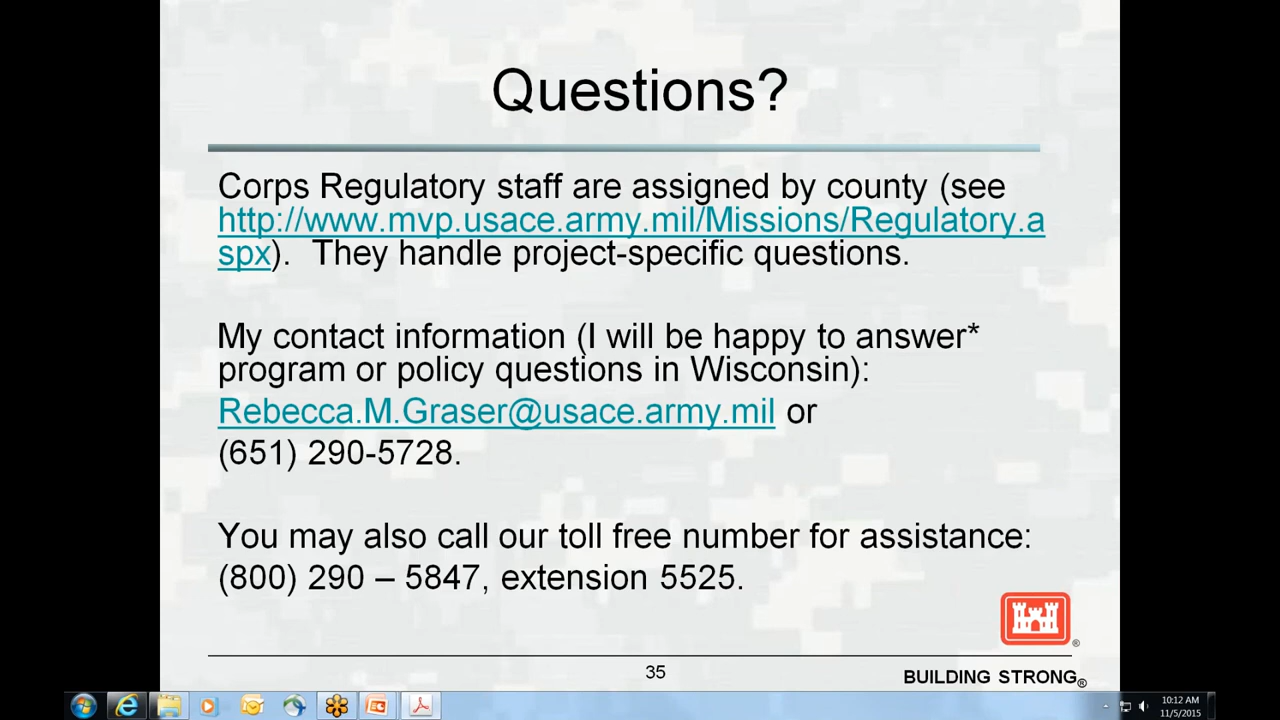 Questions?
Corps Regulatory staff are assigned by county (see
http://www.mvp.usace.army.mil/Missions/Regulatory.a
spx).  They handle project-specific questions.
My contact information (I will be happy to answer*
program or policy questions in Wisconsin):
Rebecca.M.Graser@usace.army.mil or
(651) 290-5728.
You may also call our toll free number for assistance:
(800) 290 – 5847, extension 5525.
®
35
BUILDING STRONG®
10:12 AM
11/5/2015